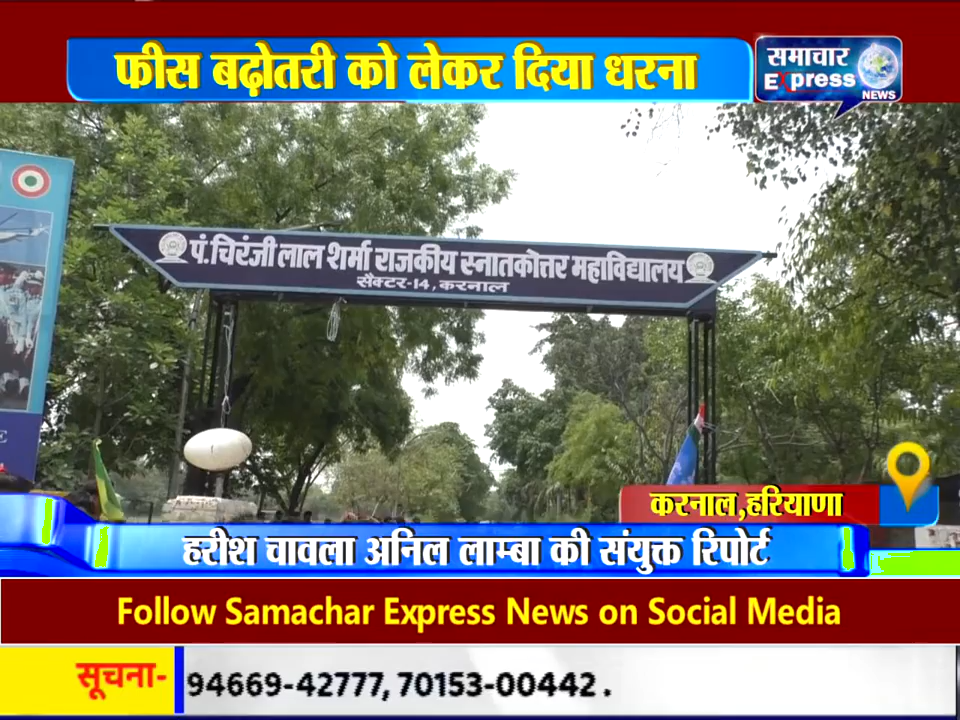 फीस बढ़ोतरी को लेकर दिया धरना
समाचार
Express
NEWS
पं.चिरंजी लाल शर्मा राजकीय स्नातकोत्तर महाविद्यालय
सैक्टर-14, करनाल
करनाल,हरियाणा
हरीश चावला अनिल लाम्बा की संयुक्त रिपोर्ट
Follow Samachar Express News on Social Media
सूचना- 94669-42777, 70153-00442 .